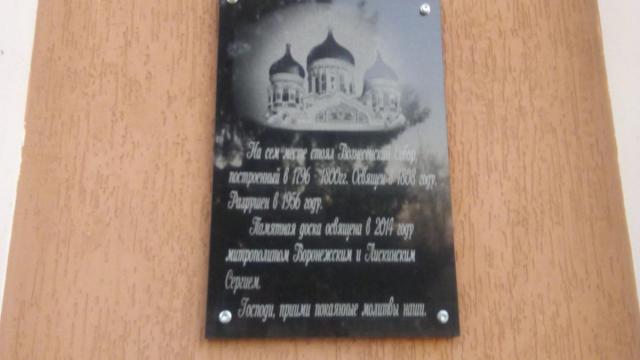 На сем месте стоял Вознесенский Собор,
построенный в 1796 - 1800гг. Освящен в 1808 году.
Разрушен в 1956 году.
Памятная доска освящена в 2014 году
митрополитом Воронежским и Лискинским
Сергием.
Господи, приими покаянные молитвы наши.